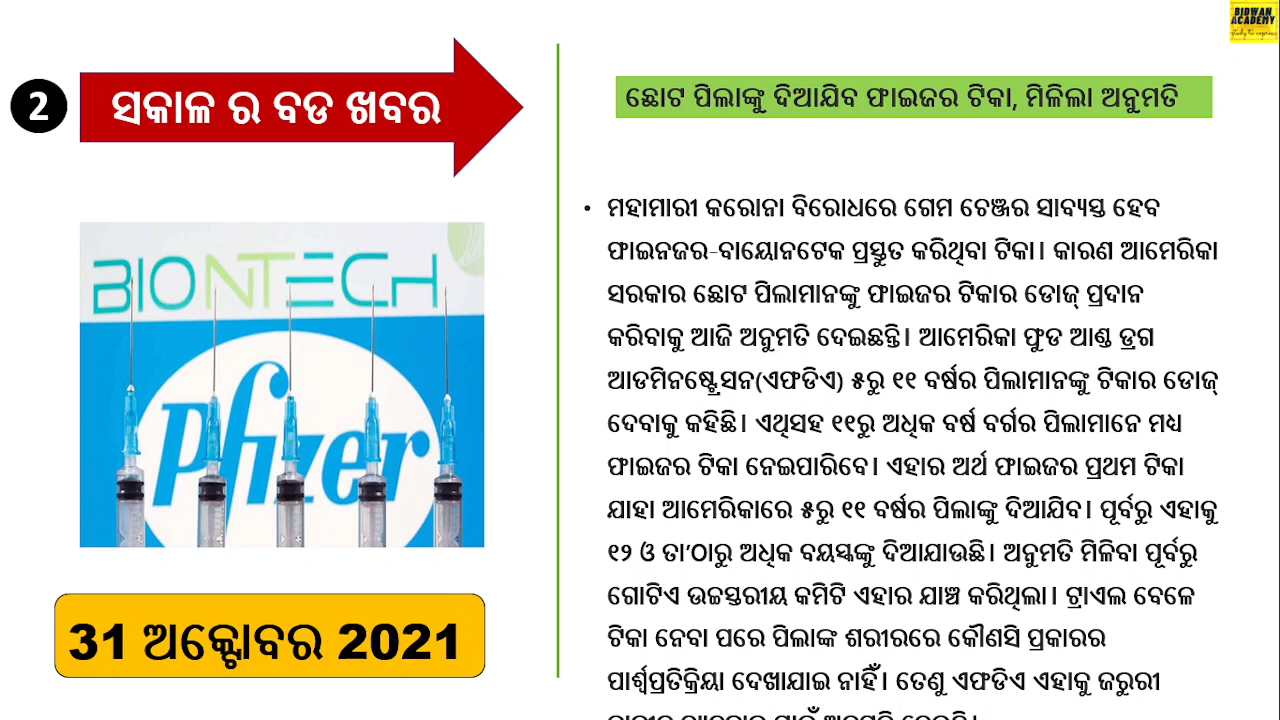 BIDWAN
ACADEMY
study to express
2
ସକାଳ ର ବଡ ଖବର
ଛୋଟ ପିଲାଙ୍କୁ ଦିଆଯିବ ଫାଇଜର ଟିକା, ମିଳିଲା ଅନୁମତି
BIONTECH
Pfizer
31 ଅକ୍ଟୋବର 2021
• ମହାମାରୀ କରୋନା ବିରୋଧରେ ଗେମ ଚେଞ୍ଜର ସାବ୍ୟସ୍ତ ହେବ
ଫାଇନଜର-ବାୟୋନଟେକ ପ୍ରସ୍ତୁତ କରିଥିବା ଟିକା। କାରଣ ଆମେରିକା
ସରକାର ଛୋଟ ପିଲାମାନଙ୍କୁ ଫାଇଜର ଟିକାର ଡୋଜ୍ ପ୍ରଦାନ
କରିବାକୁ ଆଜି ଅନୁମତି ଦେଇଛନ୍ତି। ଆମେରିକା ଫୁଡ ଆଣ୍ଡ ଡ୍ରଗ
ଆଡମିନଷ୍ଟ୍ରେସନ(ଏଫଡିଏ) ୫ରୁ ୧୧ ବର୍ଷର ପିଲାମାନଙ୍କୁ ଟିକାର ଡୋଜ୍
ଦେବାକୁ କହିଛି। ଏଥିସହ ୧୧ରୁ ଅଧିକ ବର୍ଷ ବର୍ଗର ପିଲାମାନେ ମଧ୍ୟ
ଫାଇଜର ଟିକା ନେଇପାରିବେ। ଏହାର ଅର୍ଥ ଫାଇଜର ପ୍ରଥମ ଟିକା
ଯାହା ଆମେରିକାରେ ୫ରୁ ୧୧ ବର୍ଷର ପିଲାଙ୍କୁ ଦିଆଯିବ। ପୂର୍ବରୁ ଏହାକୁ
୧୨ ଓ ତା'ଠାରୁ ଅଧିକ ବୟସ୍କଙ୍କୁ ଦିଆଯାଉଛି। ଅନୁମତି ମିଳିବା ପୂର୍ବରୁ
ଗୋଟିଏ ଉଚ୍ଚସ୍ତରୀୟ କମିଟି ଏହାର ଯାଞ୍ଚ କରିଥିଲା। ଟ୍ରାଏଲ ବେଳେ
ଟିକା ନେବା ପରେ ପିଲାଙ୍କ ଶରୀରରେ କୌଣସି ପ୍ରକାରର
ପାର୍ଶ୍ୱପ୍ରତିକ୍ରିୟା ଦେଖାଯାଇ ନାହିଁ। ତେଣୁ ଏଫଡିଏ ଏହାକୁ ଜରୁରୀ